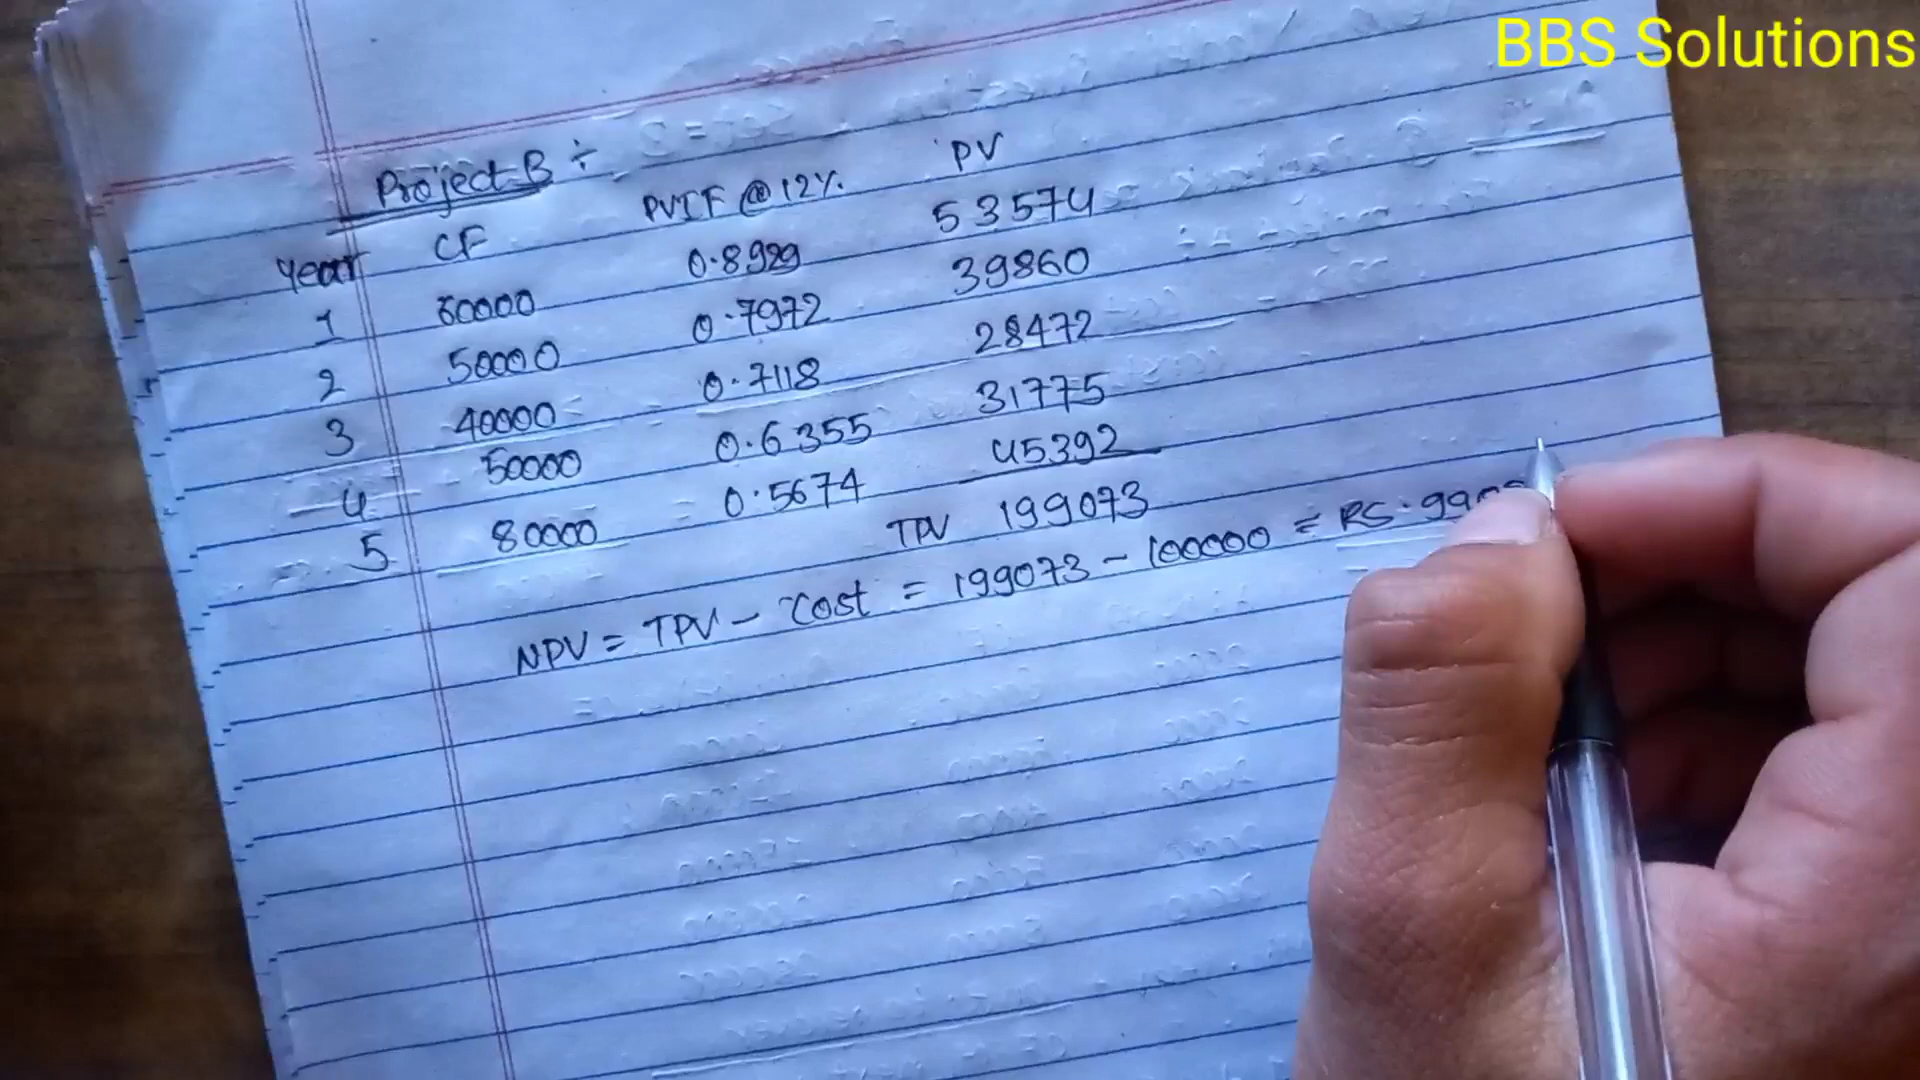 BBS Solutions
Project-B ÷
Year CF PVIF @ 12% PV
1 60000 0.8929 53574
2 50000 0.7972 39860
3 40000 0.7118 28472
4 50000 0.6355 31775
5 80000 0.5674 45392
TPV 199073
NPV = TPV - Cost = 199073 - 100000 = RS.